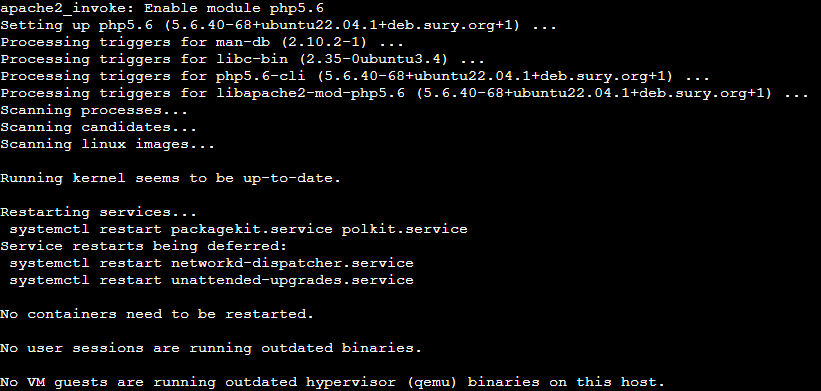 apache2_invoke: Enable module php5.6
Setting up php5.6 (5.6.40-68+ubuntu22.04.1+deb.sury.org+1) ...
Processing triggers for man-db (2.10.2-1) ...
Processing triggers for libc-bin (2.35-0ubuntu3.4) ...
Processing triggers for php5.6-cli (5.6.40-68+ubuntu22.04.1+deb.sury.org+1) ...
Processing triggers for libapache2-mod-php5.6 (5.6.40-68+ubuntu22.04.1+deb.sury.org+1) ...
Scanning processes...
Scanning candidates...
Scanning linux images...

Running kernel seems to be up-to-date.

Restarting services...
 systemctl restart packagekit.service polkit.service
Service restarts being deferred:
 systemctl restart networkd-dispatcher.service
 systemctl restart unattended-upgrades.service

No containers need to be restarted.

No user sessions are running outdated binaries.

No VM guests are running outdated hypervisor (qemu) binaries on this host.